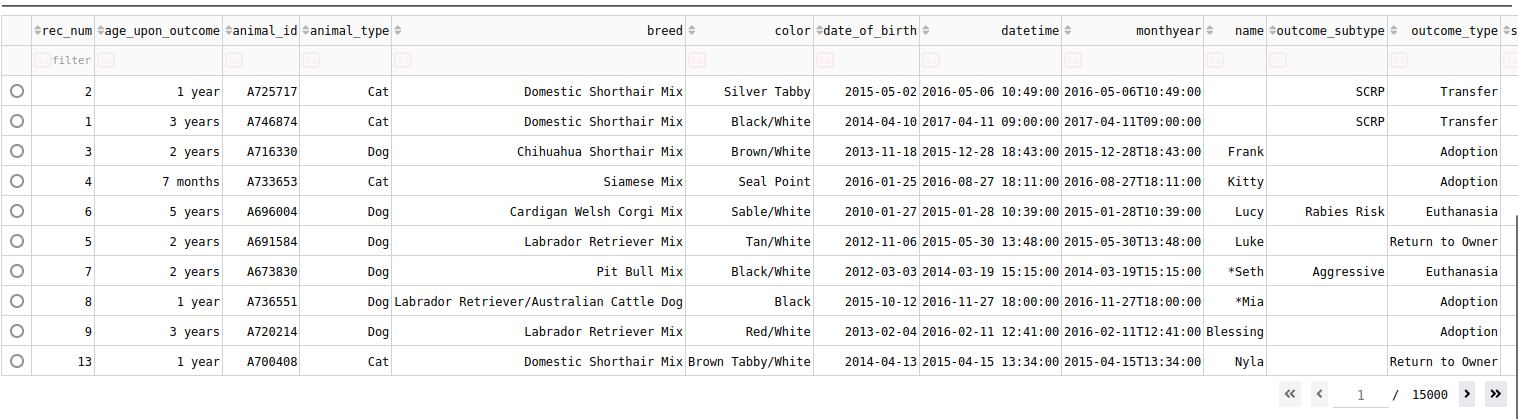 rec_num age_upon_outcome animal_id animal_type breed color date_of_birth datetime monthyear name outcome_subtype outcome_type s
Aa filter Aa Aa Aa Aa Aa Aa Aa Aa Aa Aa Aa
2 1 year A725717 Cat Domestic Shorthair Mix Silver Tabby 2015-05-02 2016-05-06 10:49:00 2016-05-06T10:49:00 SCRP Transfer
1 3 years A746874 Cat Domestic Shorthair Mix Black/White 2014-04-10 2017-04-11 09:00:00 2017-04-11T09:00:00 SCRP Transfer
3 2 years A716330 Dog Chihuahua Shorthair Mix Brown/White 2013-11-18 2015-12-28 18:43:00 2015-12-28T18:43:00 Frank Adoption
4 7 months A733653 Cat Siamese Mix Seal Point 2016-01-25 2016-08-27 18:11:00 2016-08-27T18:11:00 Kitty Adoption
6 5 years A696004 Dog Cardigan Welsh Corgi Mix Sable/White 2010-01-27 2015-01-28 10:39:00 2015-01-28T10:39:00 Lucy Rabies Risk Euthanasia
5 2 years A691584 Dog Labrador Retriever Mix Tan/White 2012-11-06 2015-05-30 13:48:00 2015-05-30T13:48:00 Luke Return to Owner
7 2 years A673830 Dog Pit Bull Mix Black/White 2012-03-03 2014-03-19 15:15:00 2014-03-19T15:15:00 *Seth Aggressive Euthanasia
8 1 year A736551 Dog Labrador Retriever/Australian Cattle Dog Black 2015-10-12 2016-11-27 18:00:00 2016-11-27T18:00:00 *Mia Adoption
9 3 years A720214 Dog Labrador Retriever Mix Red/White 2013-02-04 2016-02-11 12:41:00 2016-02-11T12:41:00 Blessing Adoption
13 1 year A700408 Cat Domestic Shorthair Mix Brown Tabby/White 2014-04-13 2015-04-15 13:34:00 2015-04-15T13:34:00 Nyla Return to Owner
1 / 15000